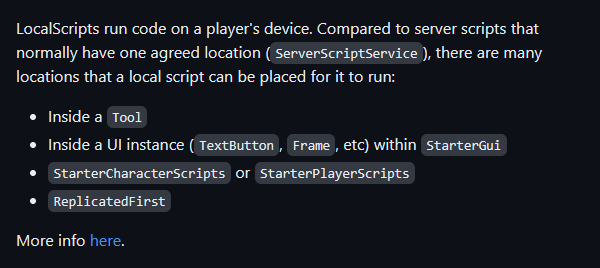 LocalScripts run code on a player's device. Compared to server scripts that
normally have one agreed location (ServerScriptService), there are many
locations that a local script can be placed for it to run:
• Inside a Tool
• Inside a UI instance (TextButton, Frame, etc) within StarterGui
• StarterCharacterScripts or StarterPlayerScripts
• ReplicatedFirst
More info here.